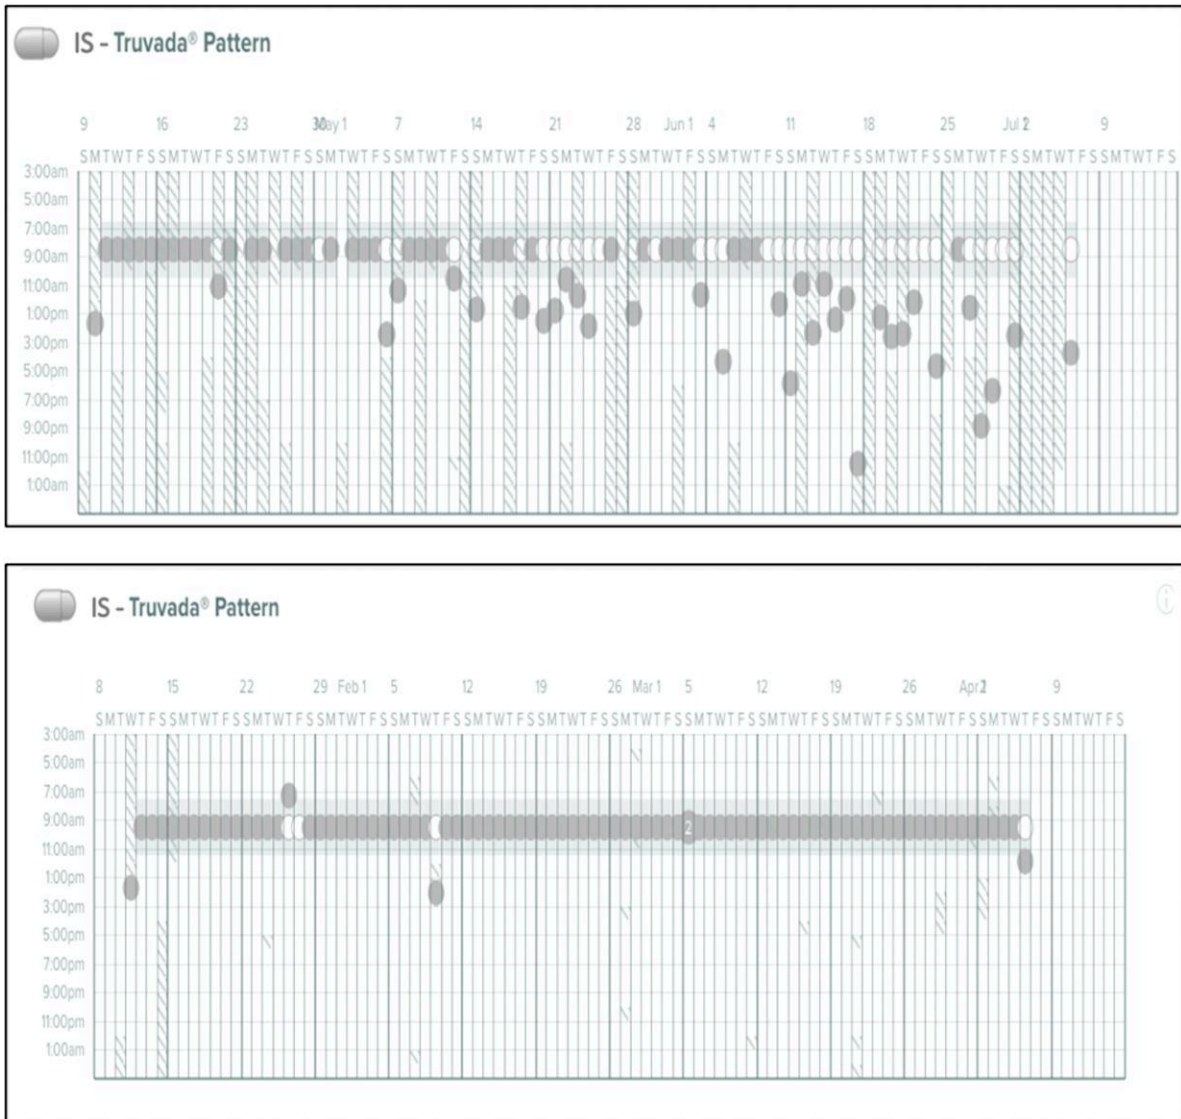 IS - Truvada® Pattern
9 16 23 30 May 1 7 14 21 28 Jun 1 4 11 18 25 Jul 2 9
SMTWTFSSMTWTFSSMTWTFSSMTWTFSSMTWTFSSMTWTFSSMTWTFSSMTWTFSSMTWTFSSMTWTFSSMTWTFSSMTWTFSSMTWTFSSMTWTFS
3:00am
5:00am
7:00am
9:00am
11:00am
1:00pm
3:00pm
5:00pm
7:00pm
9:00pm
11:00pm
1:00am
IS - Truvada® Pattern
i
8 15 22 29 Feb 1 5 12 19 26 Mar 1 5 12 19 26 Apr 2 9
SMTWTFSSMTWTFSSMTWTFSSMTWTFSSMTWTFSSMTWTFSSMTWTFSSMTWTFSSMTWTFSSMTWTFSSMTWTFSSMTWTFSSMTWTFSSMTWTFS
3:00am
5:00am
7:00am
9:00am
2
11:00am
1:00pm
3:00pm
5:00pm
7:00pm
9:00pm
11:00pm
1:00am